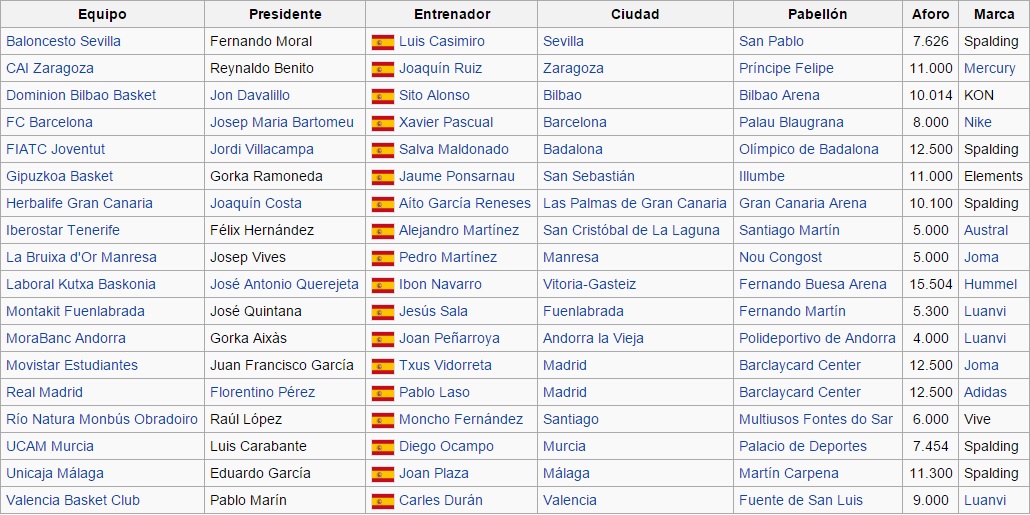 Equipo Presidente Entrenador Ciudad Pabellón Aforo Marca
Baloncesto Sevilla Fernando Moral Luis Casimiro Sevilla San Pablo 7.626 Spalding
CAI Zaragoza Reynaldo Benito Joaquín Ruiz Zaragoza Príncipe Felipe 11.000 Mercury
Dominion Bilbao Basket Jon Davalillo Sito Alonso Bilbao Bilbao Arena 10.014 KON
FC Barcelona Josep Maria Bartomeu Xavier Pascual Barcelona Palau Blaugrana 8.000 Nike
FIATC Joventut Jordi Villacampa Salva Maldonado Badalona Olímpico de Badalona 12.500 Spalding
Gipuzkoa Basket Gorka Ramoneda Jaume Ponsarnau San Sebastián Illumbe 11.000 Elements
Herbalife Gran Canaria Joaquín Costa Aíto García Reneses Las Palmas de Gran Canaria Gran Canaria Arena 10.100 Spalding
Iberostar Tenerife Félix Hernández Alejandro Martínez San Cristóbal de La Laguna Santiago Martín 5.000 Austral
La Bruixa d'Or Manresa Josep Vives Pedro Martínez Manresa Nou Congost 5.000 Joma
Laboral Kutxa Baskonia José Antonio Querejeta Ibon Navarro Vitoria-Gasteiz Fernando Buesa Arena 15.504 Hummel
Montakit Fuenlabrada José Quintana Jesús Sala Fuenlabrada Fernando Martín 5.300 Luanvi
MoraBanc Andorra Gorka Aixàs Joan Peñarroya Andorra la Vieja Polideportivo de Andorra 4.000 Luanvi
Movistar Estudiantes Juan Francisco García Txus Vidorreta Madrid Barclaycard Center 12.500 Joma
Real Madrid Florentino Pérez Pablo Laso Madrid Barclaycard Center 12.500 Adidas
Río Natura Monbús Obradoiro Raúl López Moncho Fernández Santiago Multiusos Fontes do Sar 6.000 Vive
UCAM Murcia Luis Carabante Diego Ocampo Murcia Palacio de Deportes 7.454 Spalding
Unicaja Málaga Eduardo García Joan Plaza Málaga Martín Carpena 11.300 Spalding
Valencia Basket Club Pablo Marín Carles Durán Valencia Fuente de San Luis 9.000 Luanvi